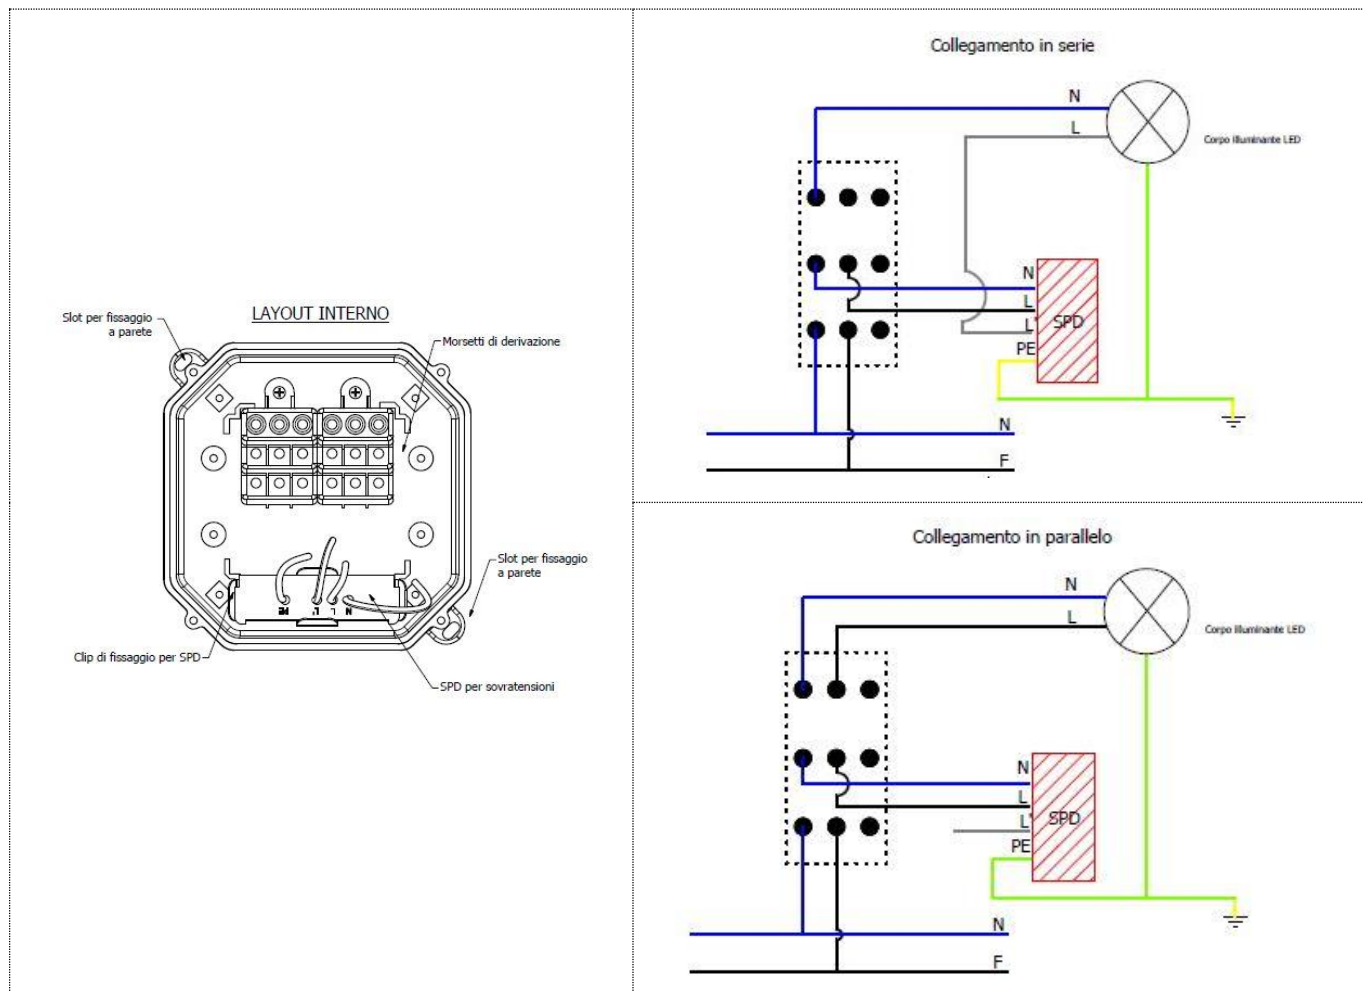 LAYOUT INTERNO
Slot per fissaggio
a parete
Morsetti di derivazione
Slot per fissaggio
a parete
PE L' L N
Clip di fissaggio per SPD
SPD per sovratensioni
Collegamento in serie
N
L
Corpo illuminante LED
N
L
L'
SPD
PE
N
F
Collegamento in parallelo
N
L
Corpo illuminante LED
N
L
L'
SPD
PE
N
F